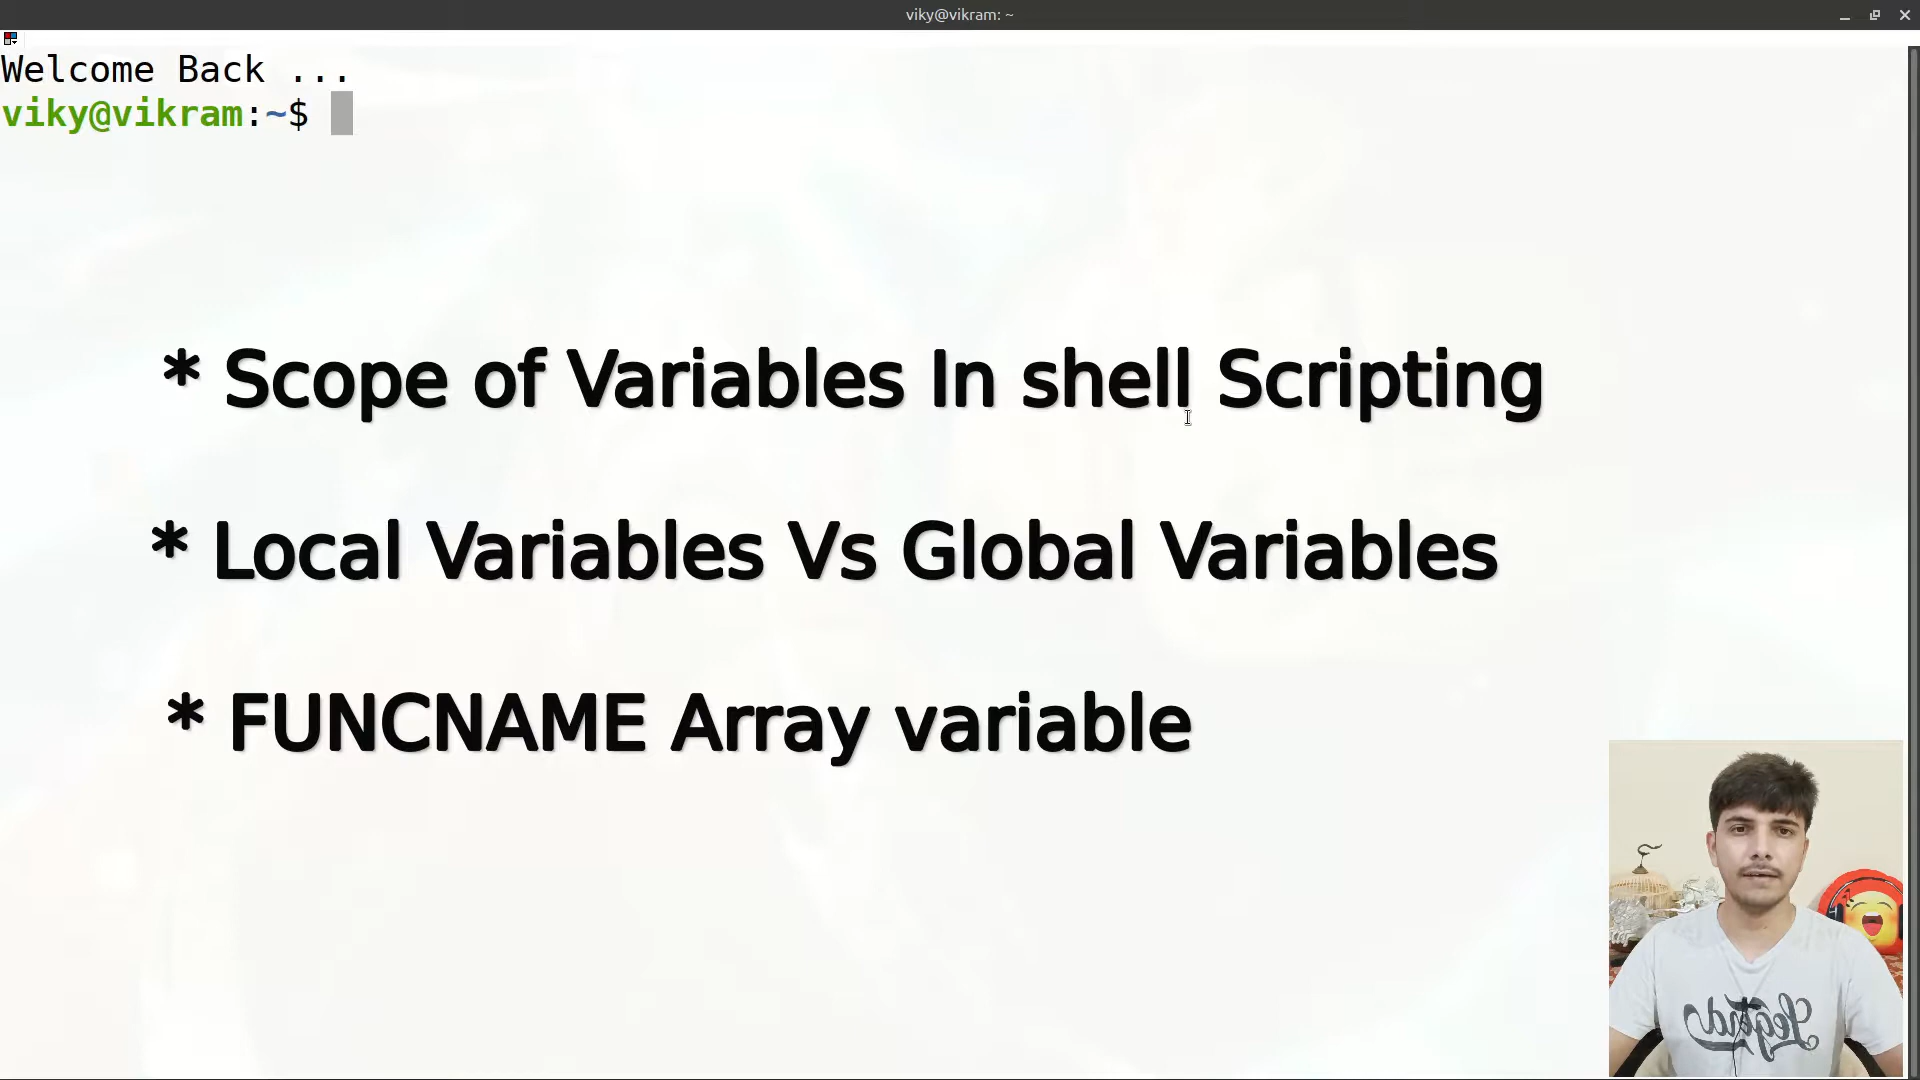 viky@vikram: ~
Welcome Back ...
viky@vikram:~$
* Scope of Variables In shell Scripting
* Local Variables Vs Global Variables
* FUNCNAME Array variable
Legend